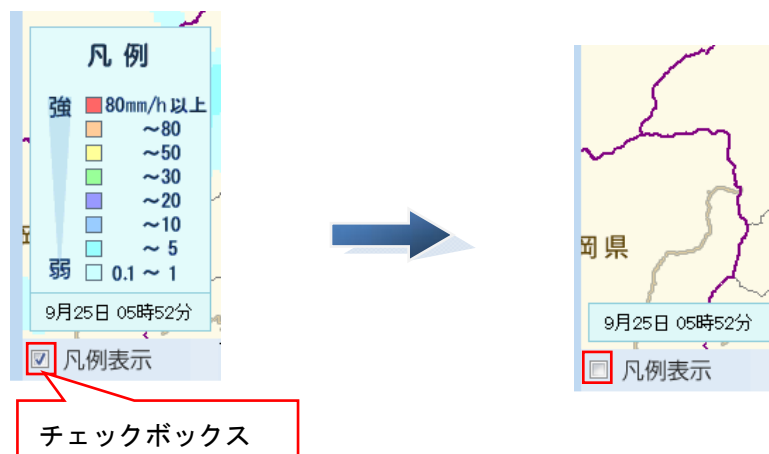 凡 例
強 80mm/h以上
～80
～50
～30
～20
～10
～ 5
弱 0.1 ～ 1
9月25日 05時52分
凡例表示
チェックボックス
岡県
9月25日 05時52分
凡例表示